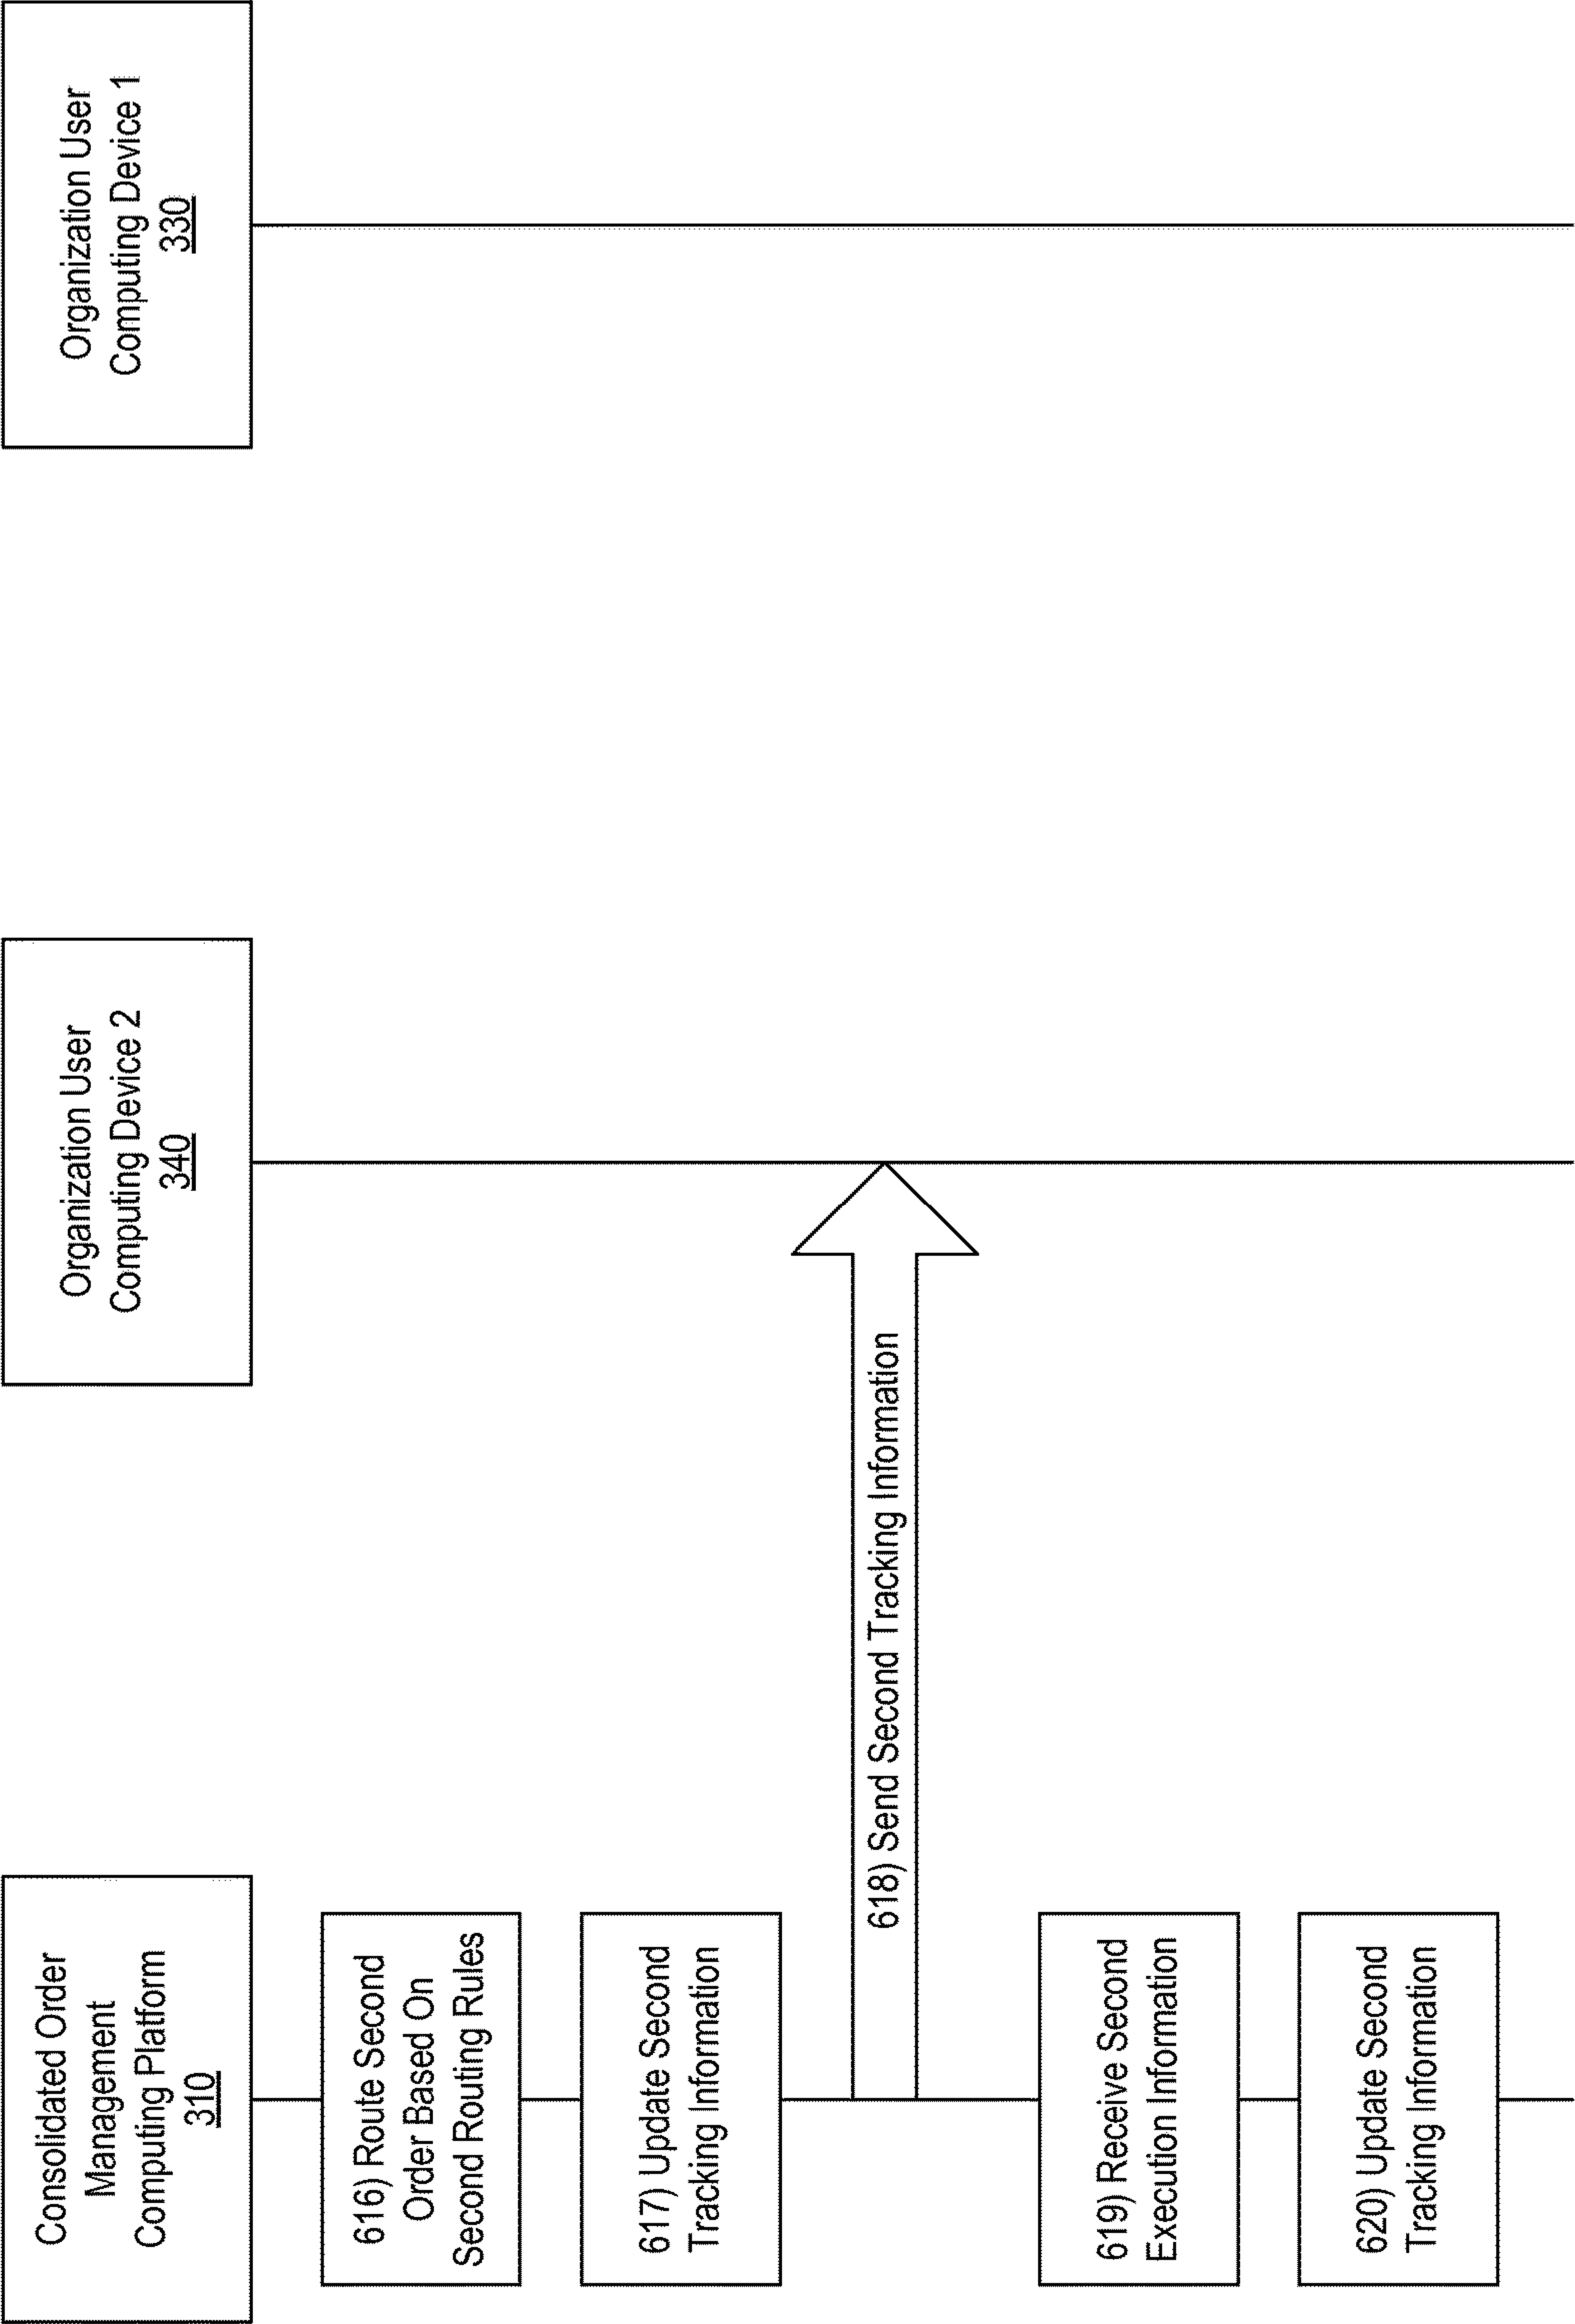 Consolidated Order
Management
Computing Platform
310
Organization User
Computing Device 2
340
Organization User
Computing Device 1
330
616) Route Second
Order Based On
Second Routing Rules
617) Update Second
Tracking Information
618) Send Second Tracking Information
619) Receive Second
Execution Information
620) Update Second
Tracking Information